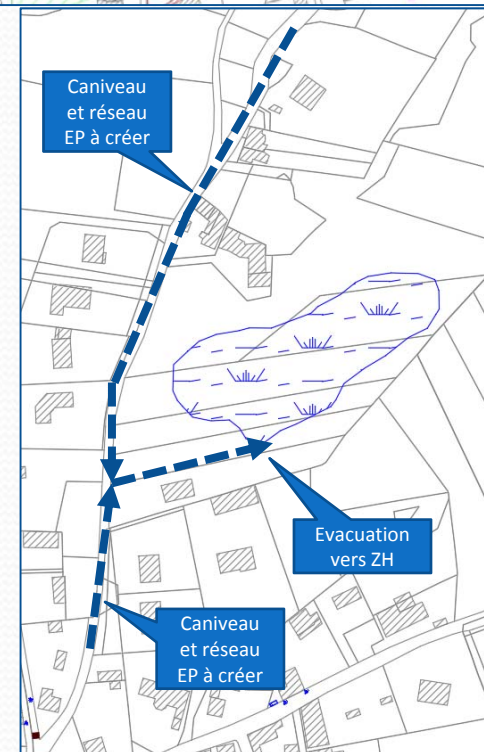 Caniveau
et réseau
EP à créer
Evacuation
vers ZH
Caniveau
et réseau
EP à créer